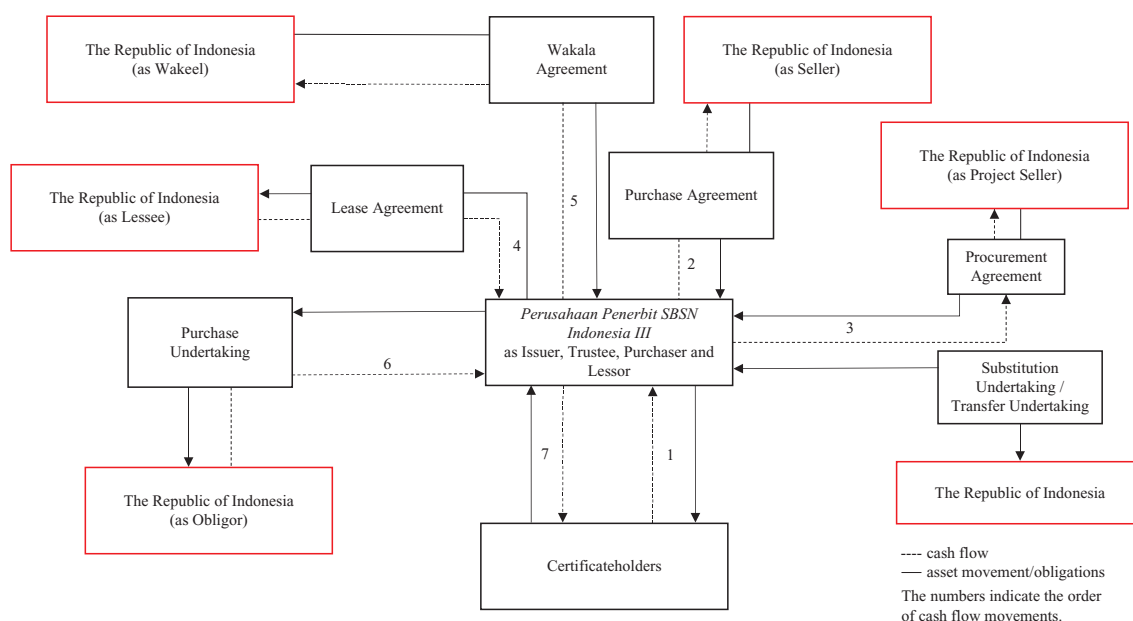 The Republic of Indonesia
(as Wakeel)
Wakala
Agreement
The Republic of Indonesia
(as Seller)
The Republic of Indonesia
(as Project Seller)
The Republic of Indonesia
(as Lessee)
Lease Agreement
5
Purchase Agreement
4
2
Procurement
Agreement
Purchase
Undertaking
Perusahaan Penerbit SBSN
Indonesia III
as Issuer, Trustee, Purchaser and
Lessor
3
6
Substitution
Undertaking /
Transfer Undertaking
7
1
The Republic of Indonesia
(as Obligor)
The Republic of Indonesia
Certificateholders
---- cash flow
— asset movement/obligations
The numbers indicate the order
of cash flow movements.